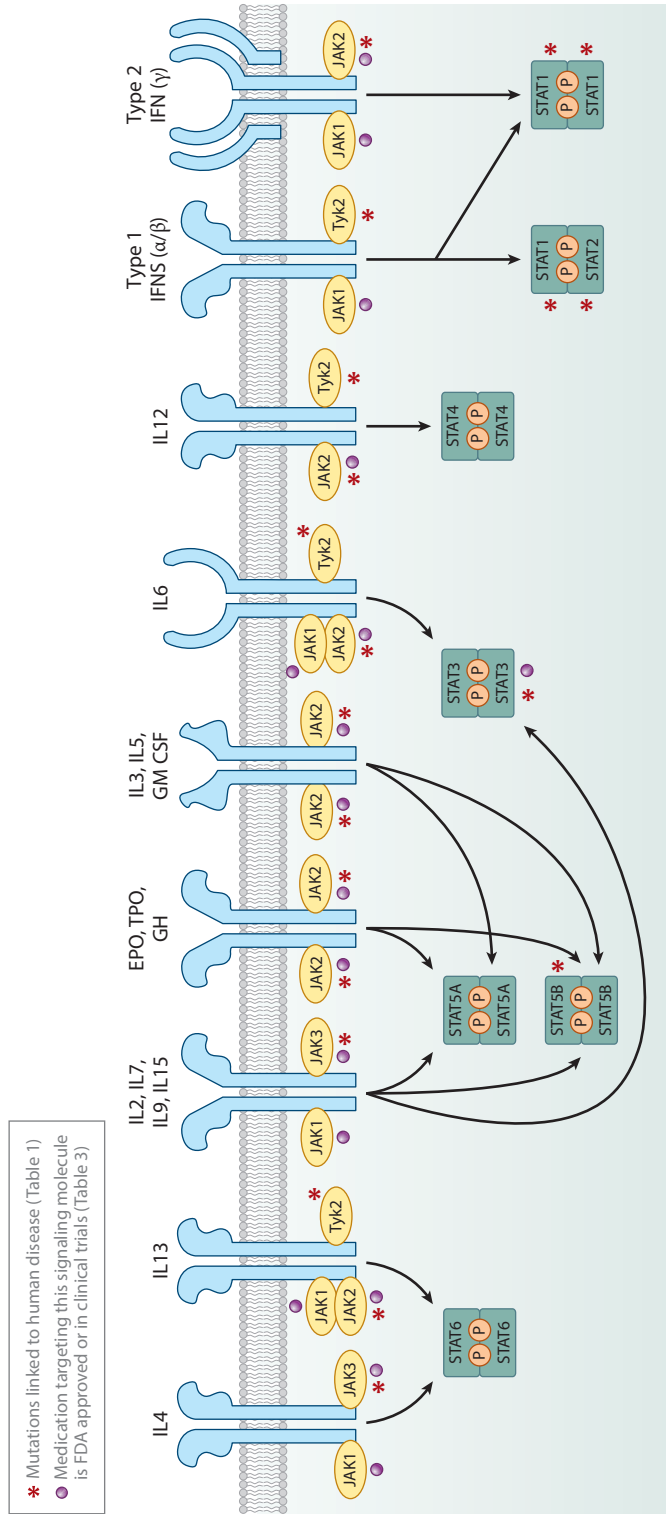 * Mutations linked to human disease (Table 1)
Medication targeting this signaling molecule
is FDA approved or in clinical trials (Table 3)
IL4
IL13
IL2, IL7,
IL9, IL15
EPO, TPO,
GH
IL3, IL5,
GM CSF
IL6
IL12
Type 1
IFNS (α/β)
Type 2
IFN (γ)
JAK1
JAK3
*
JAK1
JAK2
*
Tyk2
*
JAK1
JAK3
*
JAK2
*
JAK2
*
JAK2
*
JAK2
*
JAK1
JAK2
*
Tyk2
*
JAK2
*
Tyk2
*
JAK1
Tyk2
*
JAK1
JAK2
*
STAT6
P P
STAT6
STAT5A
P P
STAT5A
STAT5B *
P P
STAT5B
STAT3
P P
STAT3
*
STAT4
P P
STAT4
* STAT1
P P
* STAT2
STAT1 *
P P
STAT1 *